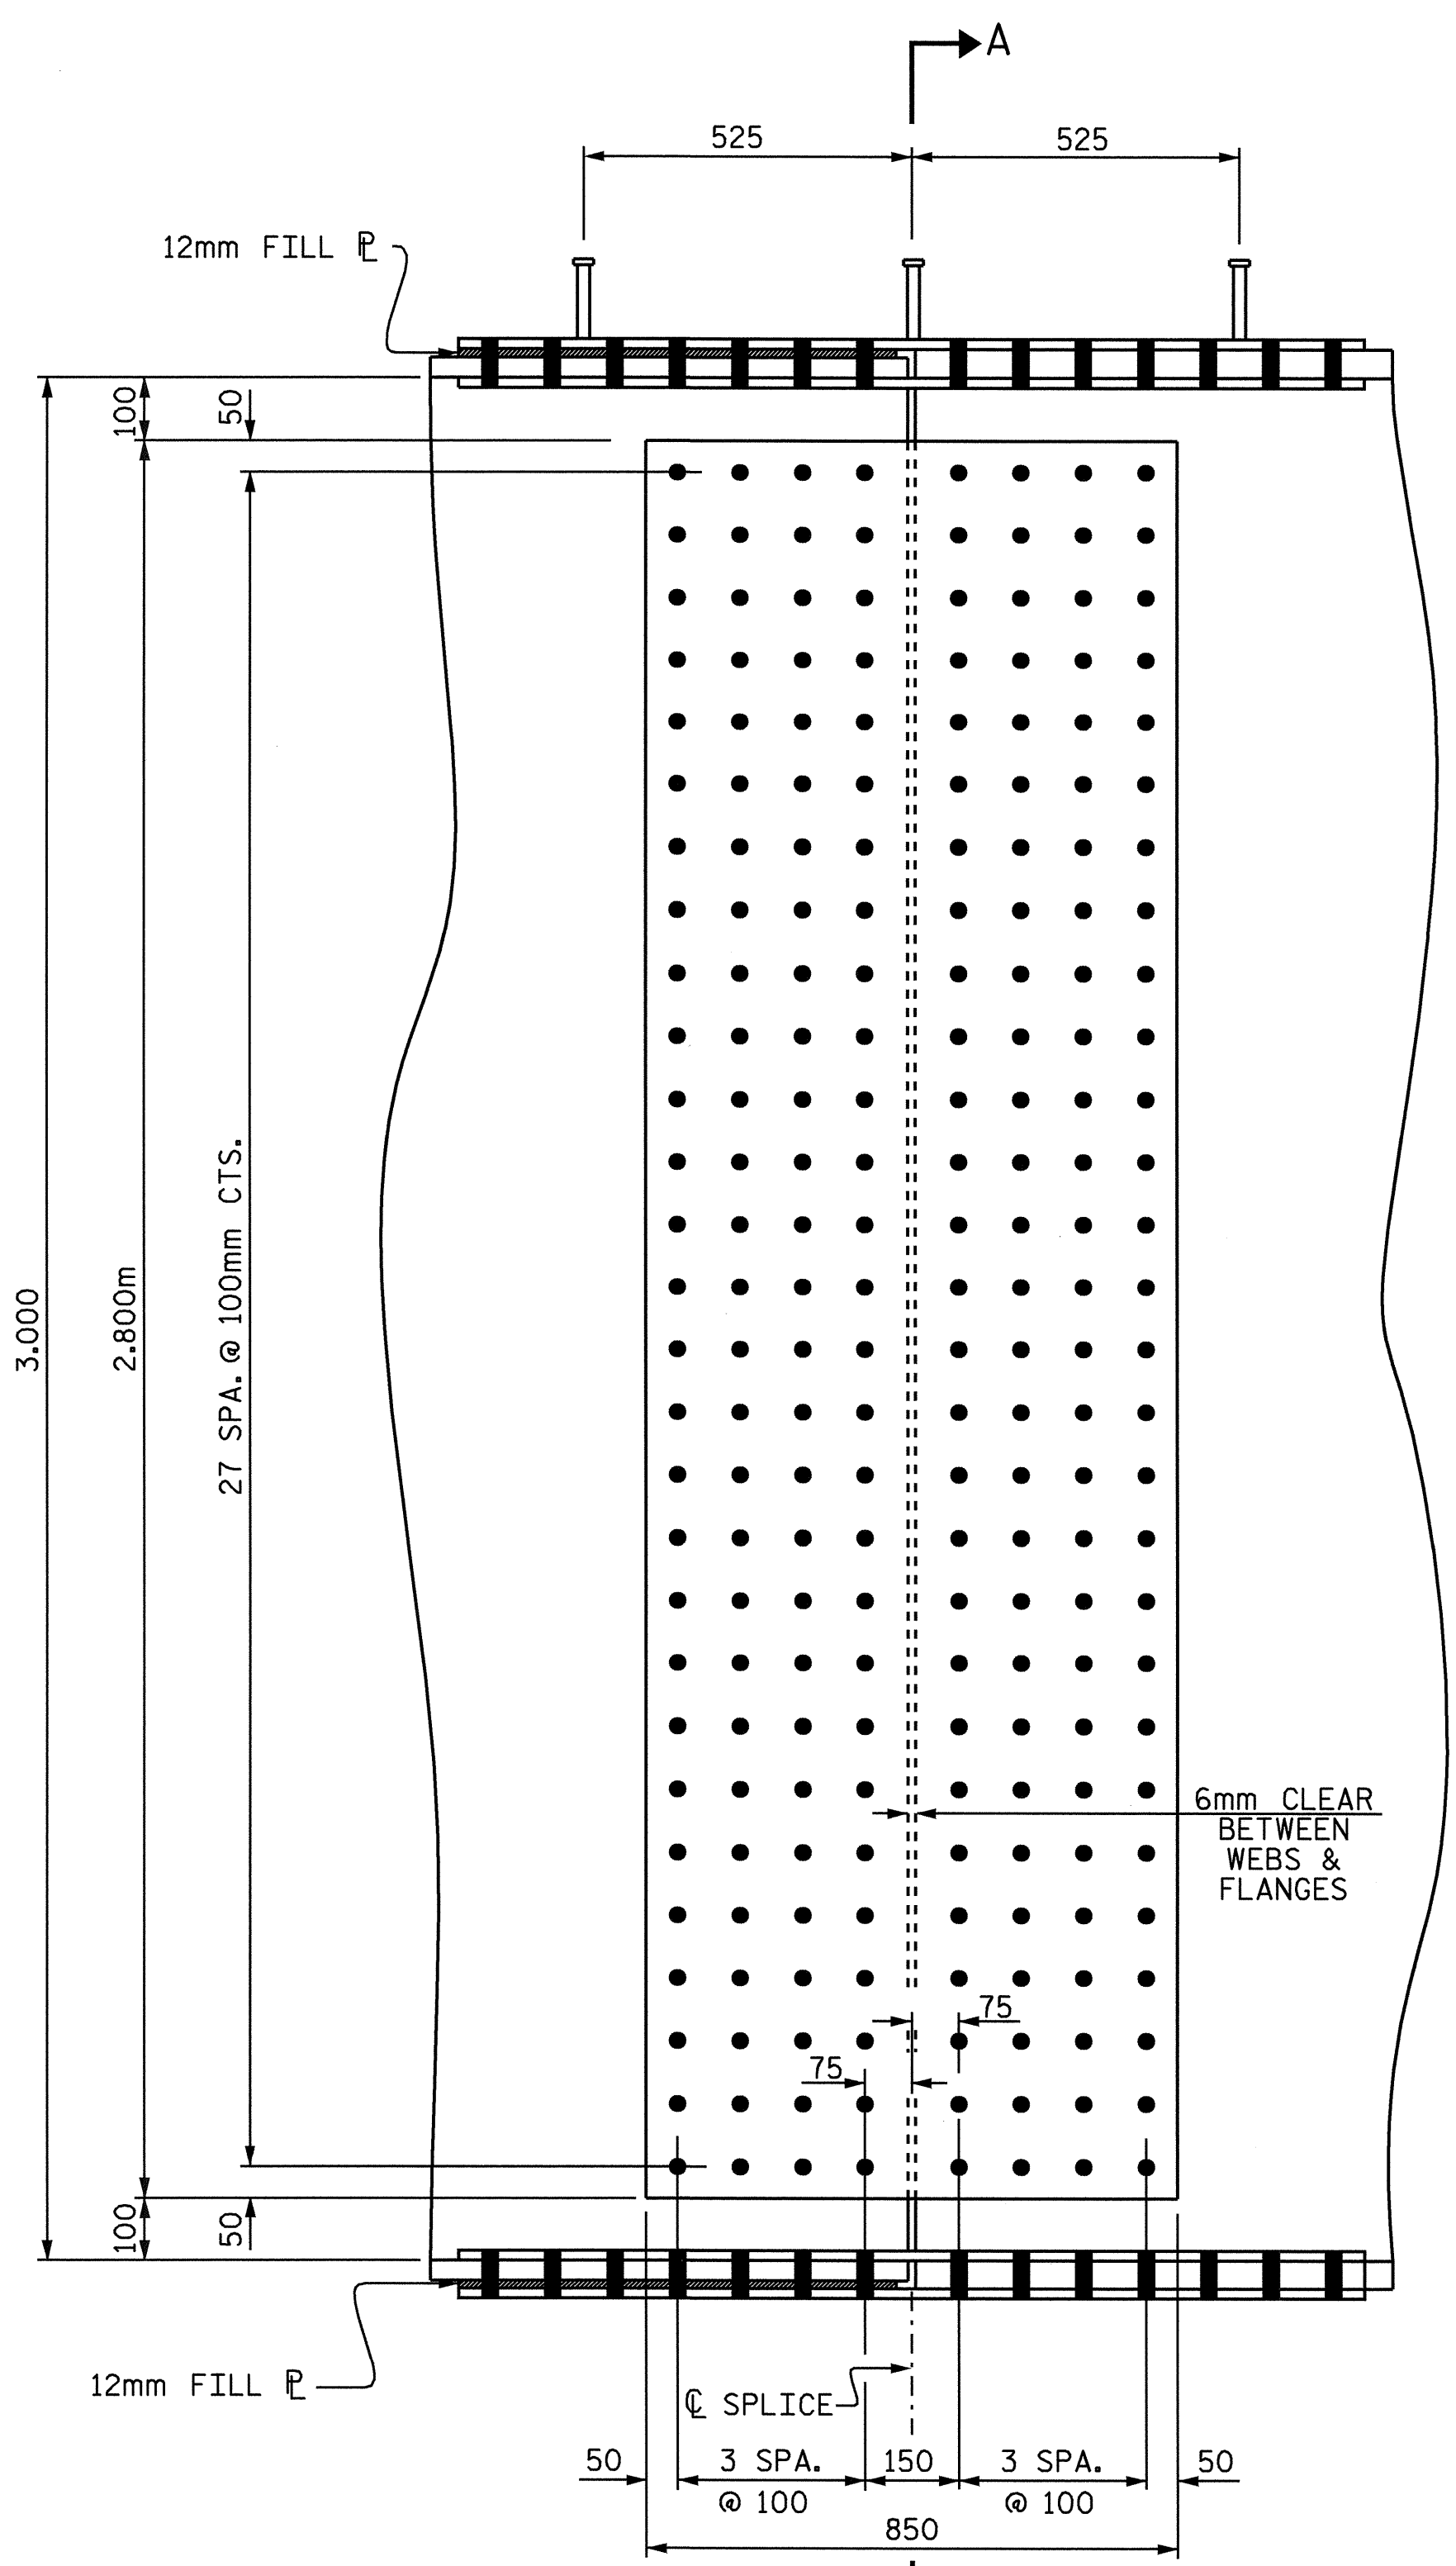 A
525
525
12mm FILL ⅊
100
50
3.000
2.800m
27 SPA. @ 100mm CTS.
6mm CLEAR
BETWEEN
WEBS &
FLANGES
75
75
100
50
12mm FILL ⅊
℄ SPLICE
50
3 SPA.
150
3 SPA.
50
@ 100
@ 100
850